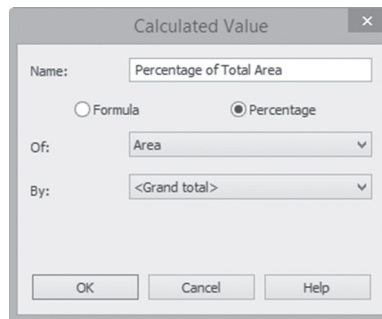 Calculated Value
Name: Percentage of Total Area
Formula Percentage
Of: Area
By: <Grand total>
OK Cancel Help